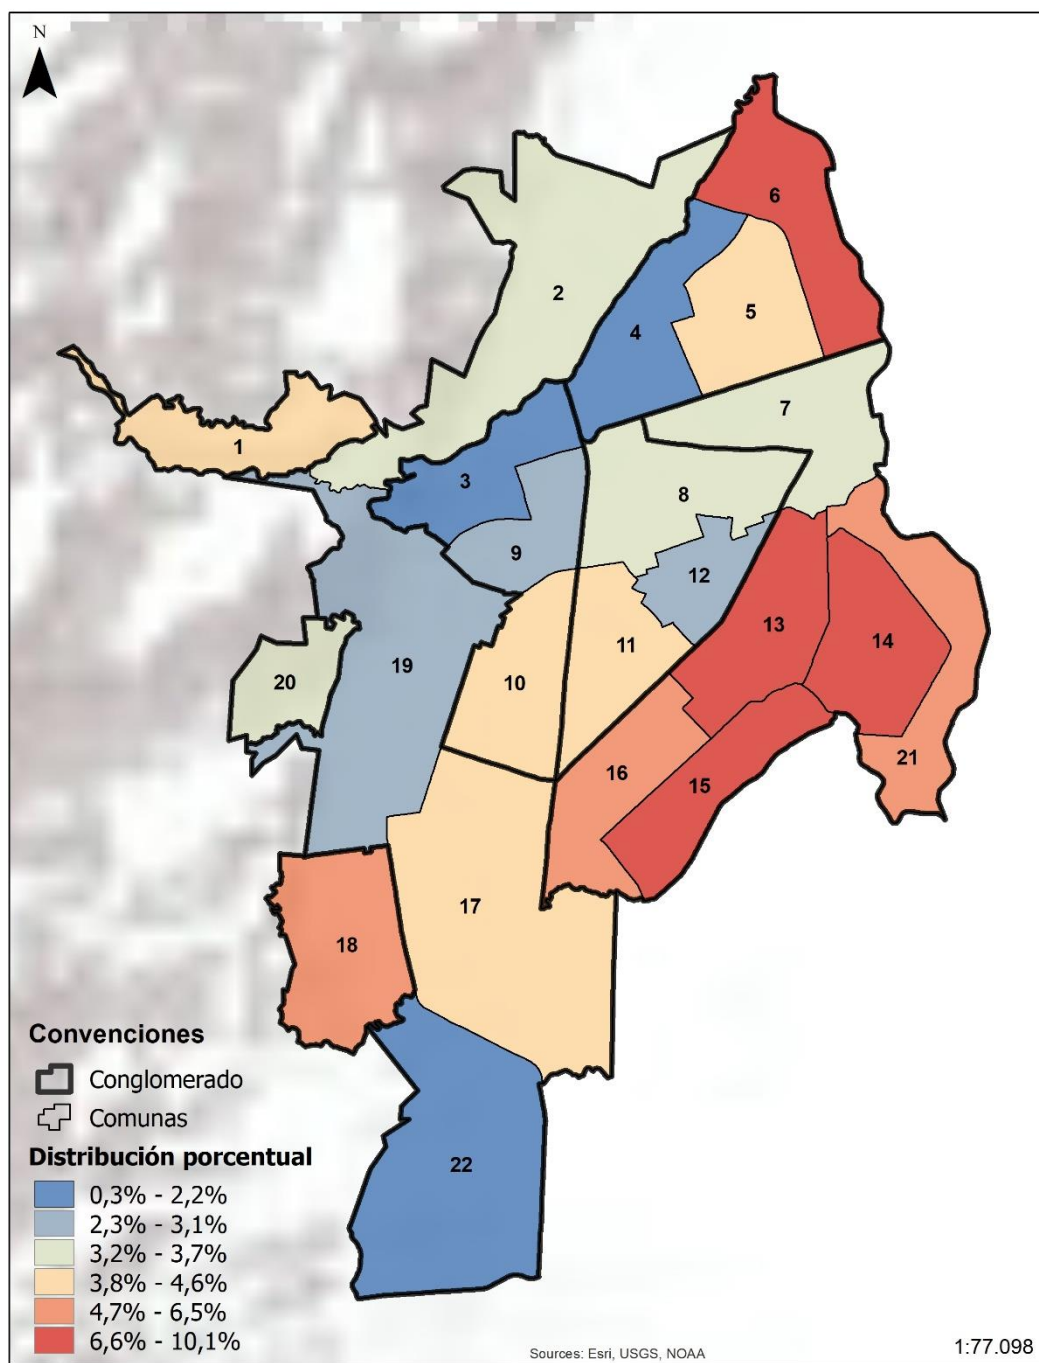 N
6
2
5
4
7
1
3
8
9
12
13
11
14
19
10
20
21
16
15
17
18
22
Convenciones
Conglomerado
Comunas
Distribución porcentual
0,3% - 2,2%
2,3% - 3,1%
3,2% - 3,7%
3,8% - 4,6%
4,7% - 6,5%
6,6% - 10,1%
Sources: Esri, USGS, NOAA
1:77.098